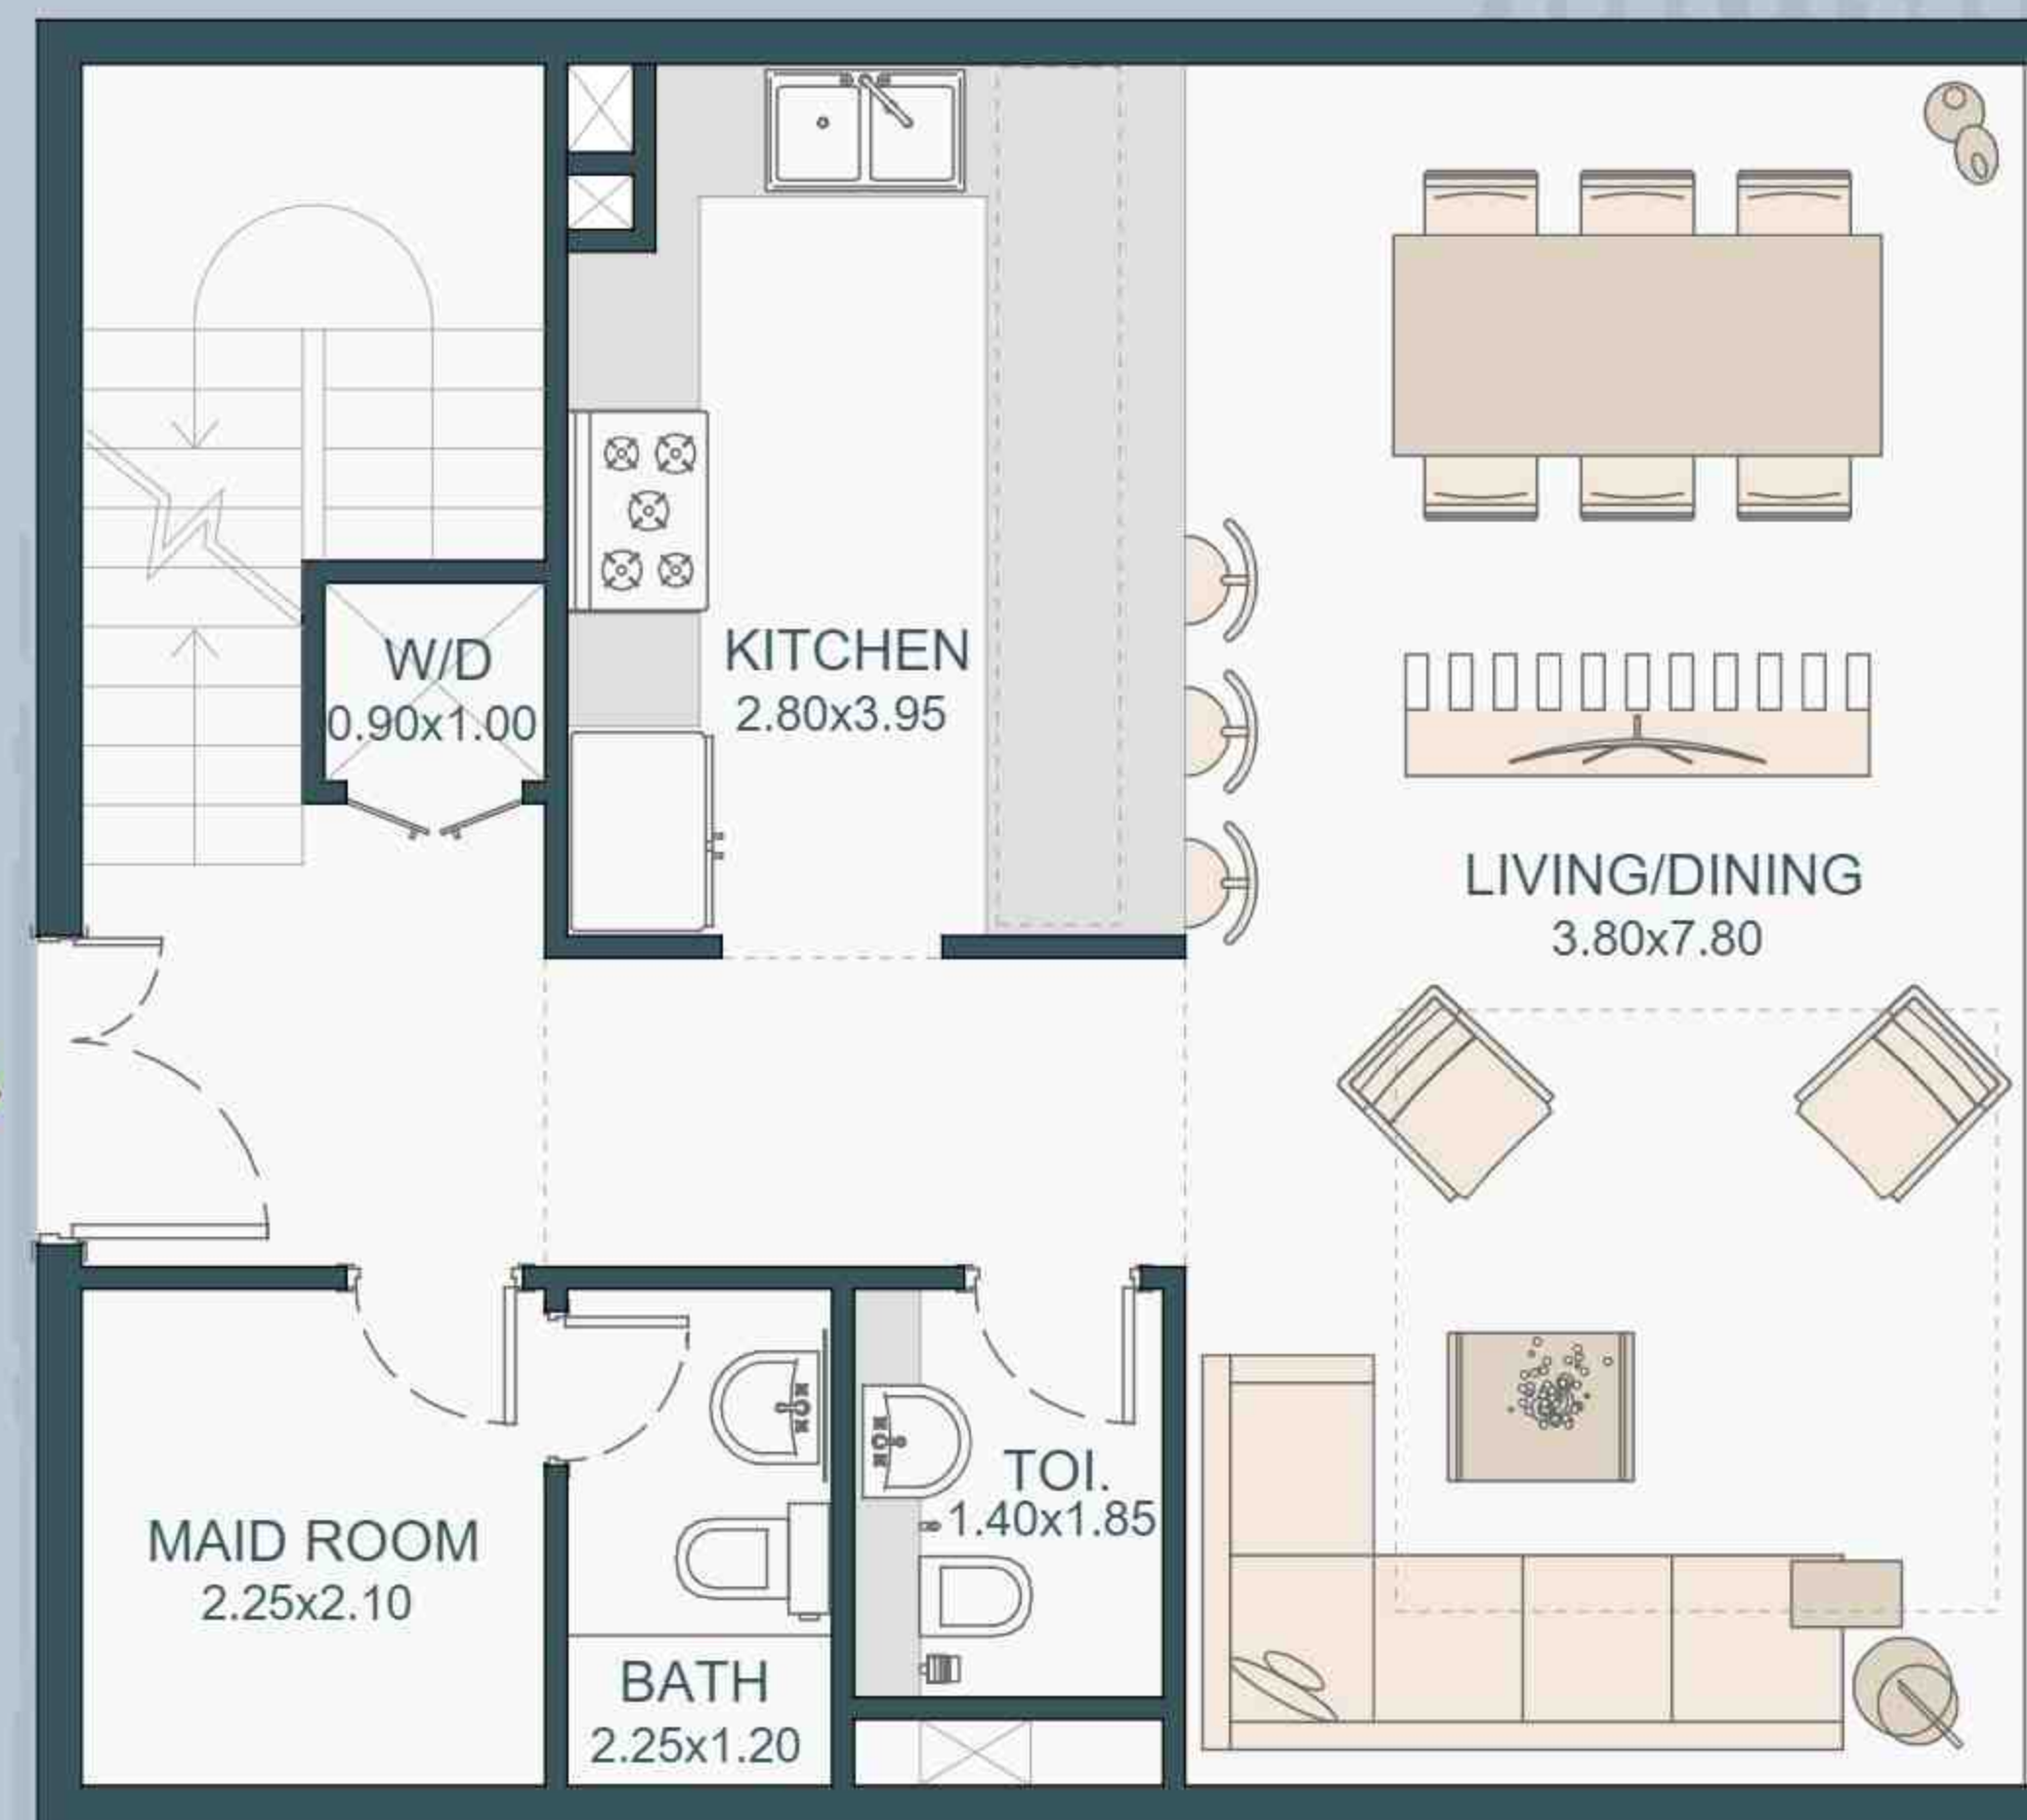 W/D
0.90x1.00
KITCHEN
2.80x3.95
LIVING/DINING
3.80x7.80
MAID ROOM
2.25x2.10
BATH
2.25x1.20
TOI.
1.40x1.85